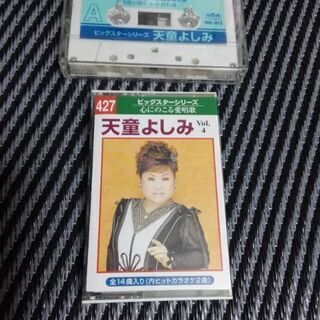 A
ビッグスターシリーズ
天童よしみ
427
ビッグスターシリーズ
心にのこる愛唱歌
天童よしみ Vol. 4
全14曲入り(内ヒットカラオケ2曲)